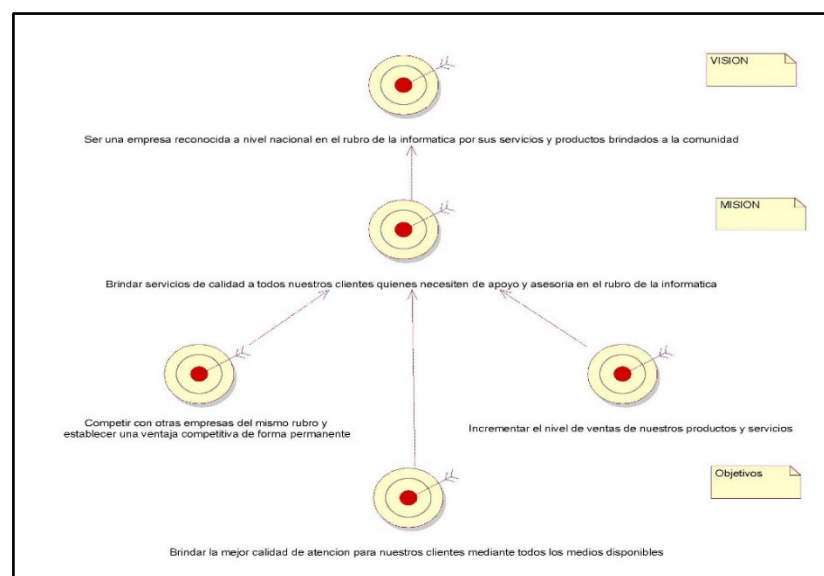 VISION
Ser una empresa reconocida a nivel nacional en el rubro de la informatica por sus servicios y productos brindados a la comunidad
MISION
Brindar servicios de calidad a todos nuestros clientes quienes necesiten de apoyo y asesoria en el rubro de la informatica
Competir con otras empresas del mismo rubro y
establecer una ventaja competitiva de forma permanente
Incrementar el nivel de ventas de nuestros productos y servicios
Objetivos
Brindar la mejor calidad de atencion para nuestros clientes mediante todos los medios disponibles